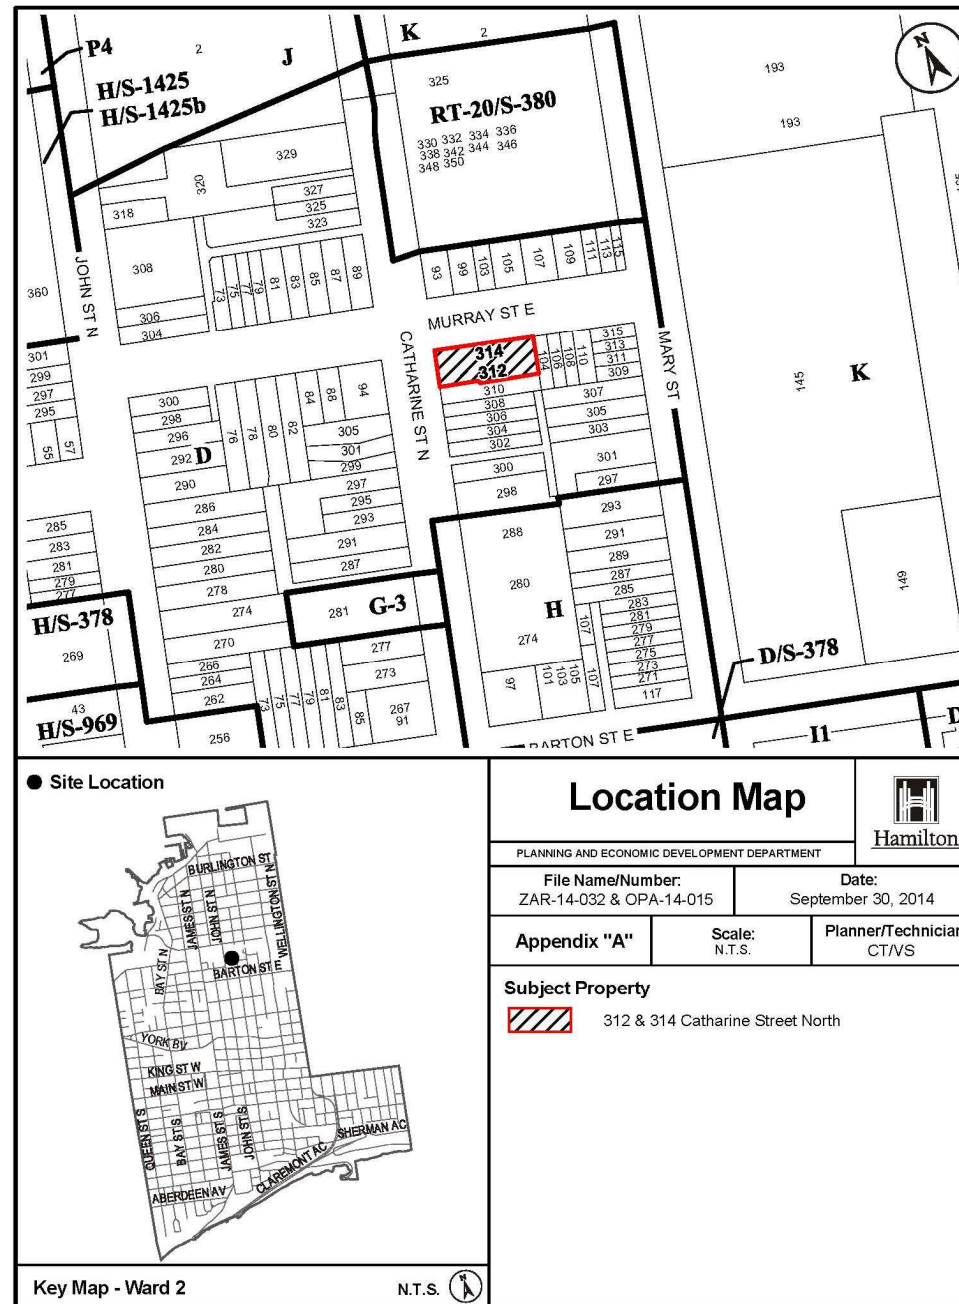 P4
2
J
K
2
N
H/S-1425
H/S-1425b
325
RT-20/S-380
330 332 334 336
338 342 344 346
348 350
193
193
329
320
327
325
323
318
308
306
304
JOHN ST N
360
73
75
77
79
81
83
85
87
89
93
99
103
105
107
109
111
113
115
MURRAY ST E
CATHARINE ST N
MARY ST
314
312
104
106
108
110
315
313
311
309
145
K
301
299
297
295
55
57
300
298
296
292
D
290
76
78
80
82
84
88
94
305
301
299
297
295
293
291
287
310
308
306
304
302
300
298
307
305
303
301
297
285
283
281
279
277
286
284
282
280
278
274
270
266
264
262
256
288
280
274
H
293
291
289
287
285
283
281
279
277
275
273
271
117
149
281
G-3
H/S-378
269
43
H/S-969
277
273
267
91
73
75
77
79
81
83
85
97
101
103
105
107
107
D/S-378
BARTON ST E
I1
D
Site Location
BURLINGTON ST
JAMES ST N
JOHN ST N
WELLINGTON ST N
BAY ST N
BARTON ST E
YORK BV
KING ST W
MAIN ST W
QUEEN ST S
BAY ST S
JAMES ST S
JOHN ST S
CLAREMONT AC
SHERMAN AC
ABERDEEN AV
Key Map - Ward 2
N.T.S.
N
Location Map
Hamilton
PLANNING AND ECONOMIC DEVELOPMENT DEPARTMENT
File Name/Number:
ZAR-14-032 & OPA-14-015
Date:
September 30, 2014
Appendix "A"
Scale:
N.T.S.
Planner/Technician
CT/VS
Subject Property
312 & 314 Catharine Street North